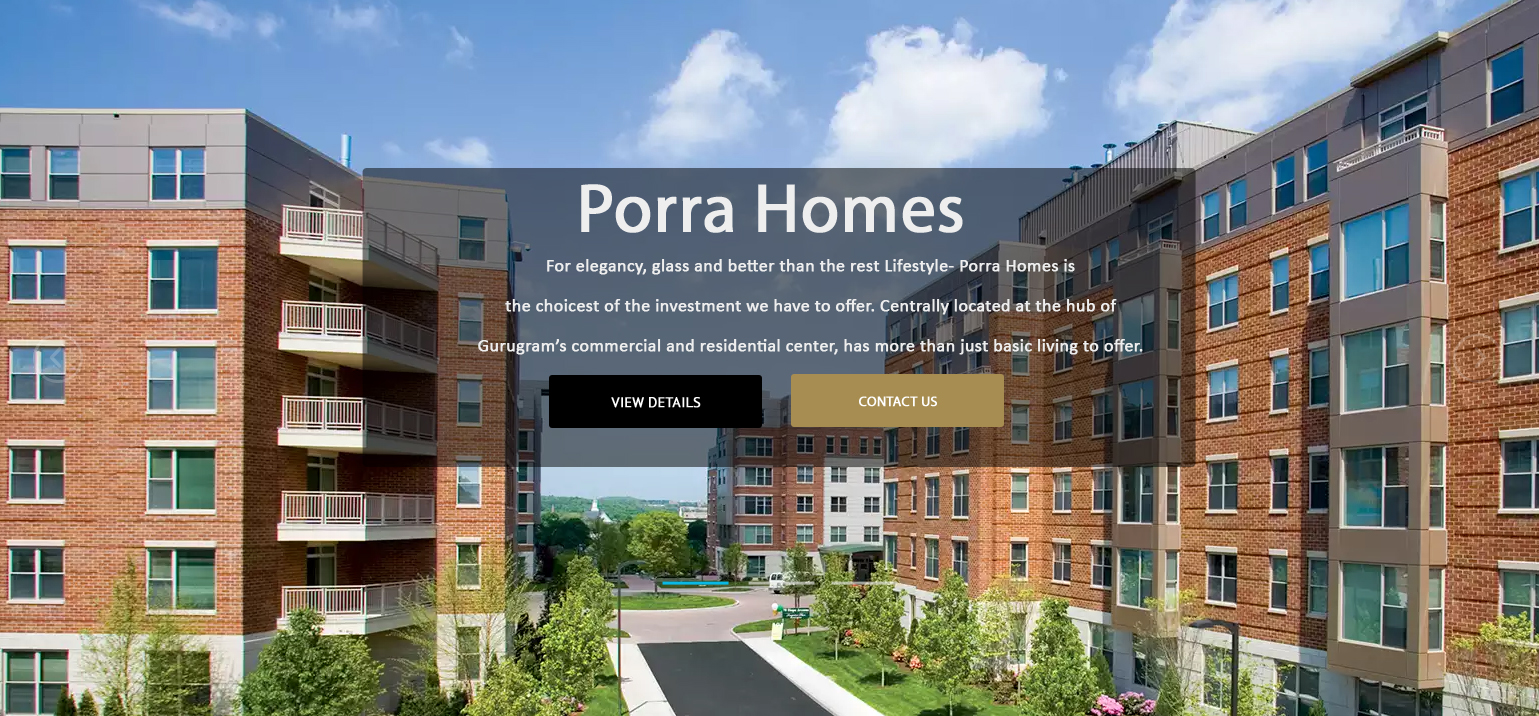 Porra Homes
For elegancy, glass and better than the rest Lifestyle- Porra Homes is
the choicest of the investment we have to offer. Centrally located at the hub of
Gurugram’s commercial and residential center, has more than just basic living to offer.
VIEW DETAILS
CONTACT US